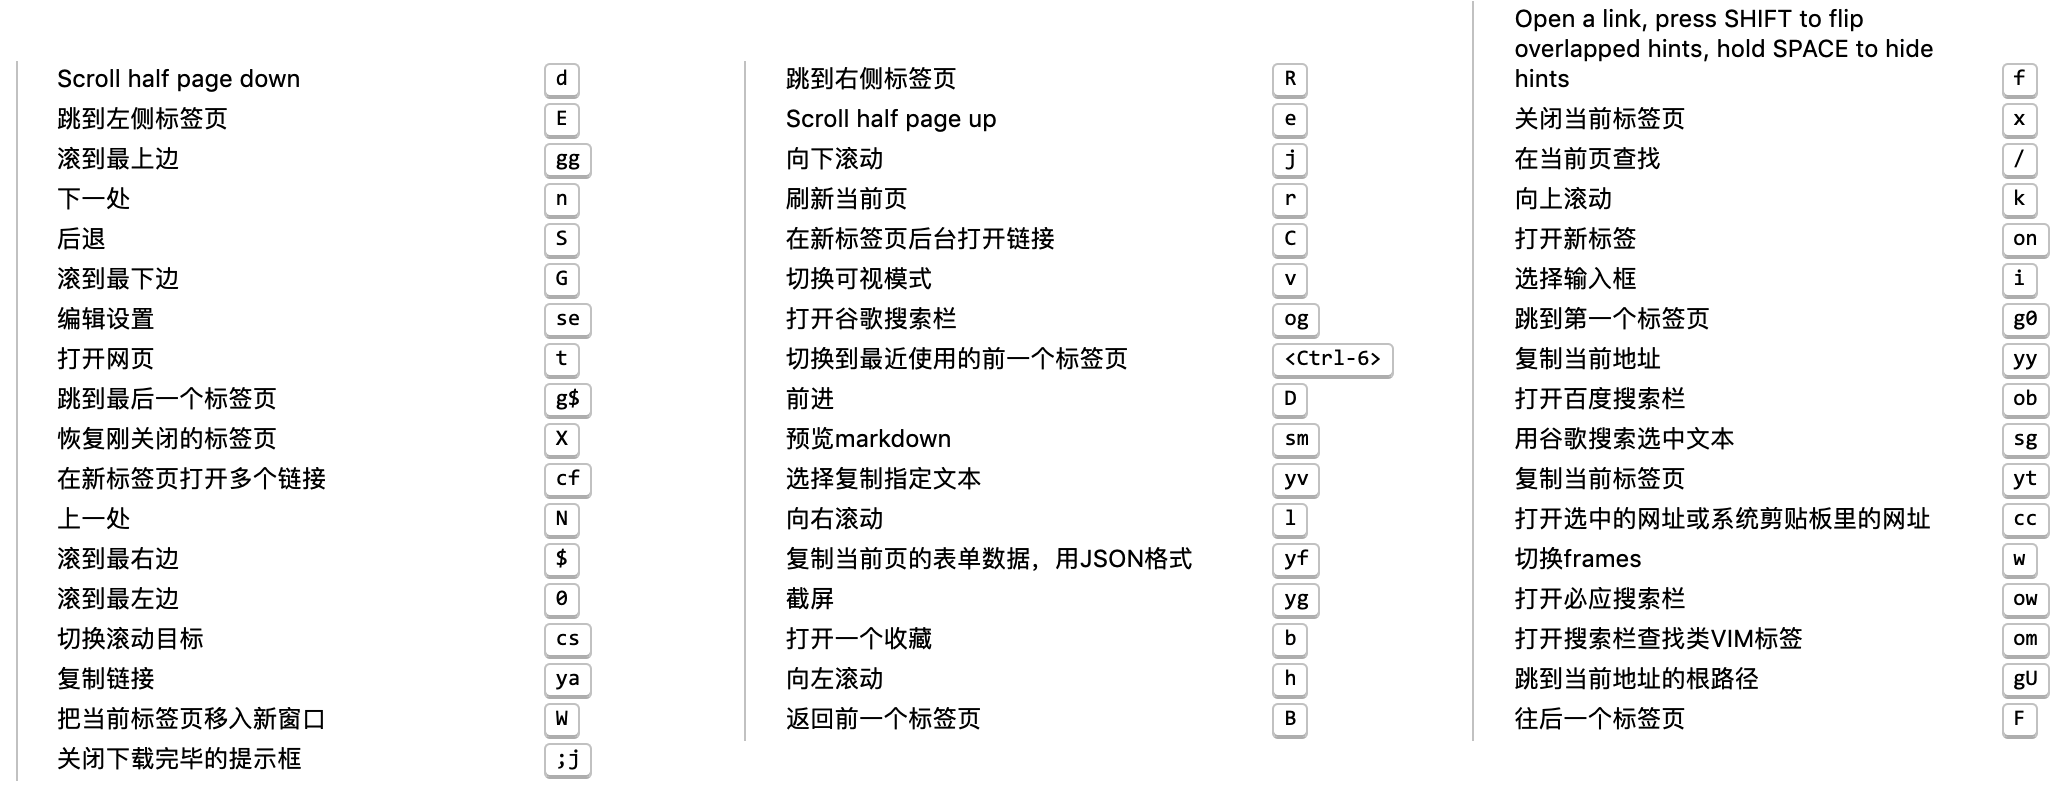 Scroll half page down d
跳到左侧标签页 E
滚到最上边 gg
下一处 n
后退 S
滚到最下边 G
编辑设置 se
打开网页 t
跳到最后一个标签页 g$
恢复刚关闭的标签页 X
在新标签页打开多个链接 cf
上一处 N
滚到最右边 $
滚到最左边 0
切换滚动目标 cs
复制链接 ya
把当前标签页移入新窗口 W
关闭下载完毕的提示框 ;j
跳到右侧标签页 R
Scroll half page up e
向下滚动 j
刷新当前页 r
在新标签页后台打开链接 C
切换可视模式 v
打开谷歌搜索栏 og
切换到最近使用的前一个标签页 <Ctrl-6>
前进 D
预览markdown sm
选择复制指定文本 yv
向右滚动 l
复制当前页的表单数据，用JSON格式 yf
截屏 yg
打开一个收藏 b
向左滚动 h
返回前一个标签页 B
Open a link, press SHIFT to flip
overlapped hints, hold SPACE to hide
hints f
关闭当前标签页 x
在当前页查找 /
向上滚动 k
打开新标签 on
选择输入框 i
跳到第一个标签页 g0
复制当前地址 yy
打开百度搜索栏 ob
用谷歌搜索选中文本 sg
复制当前标签页 yt
打开选中的网址或系统剪贴板里的网址 cc
切换frames w
打开必应搜索栏 ow
打开搜索栏查找类VIM标签 om
跳到当前地址的根路径 gU
往后一个标签页 F